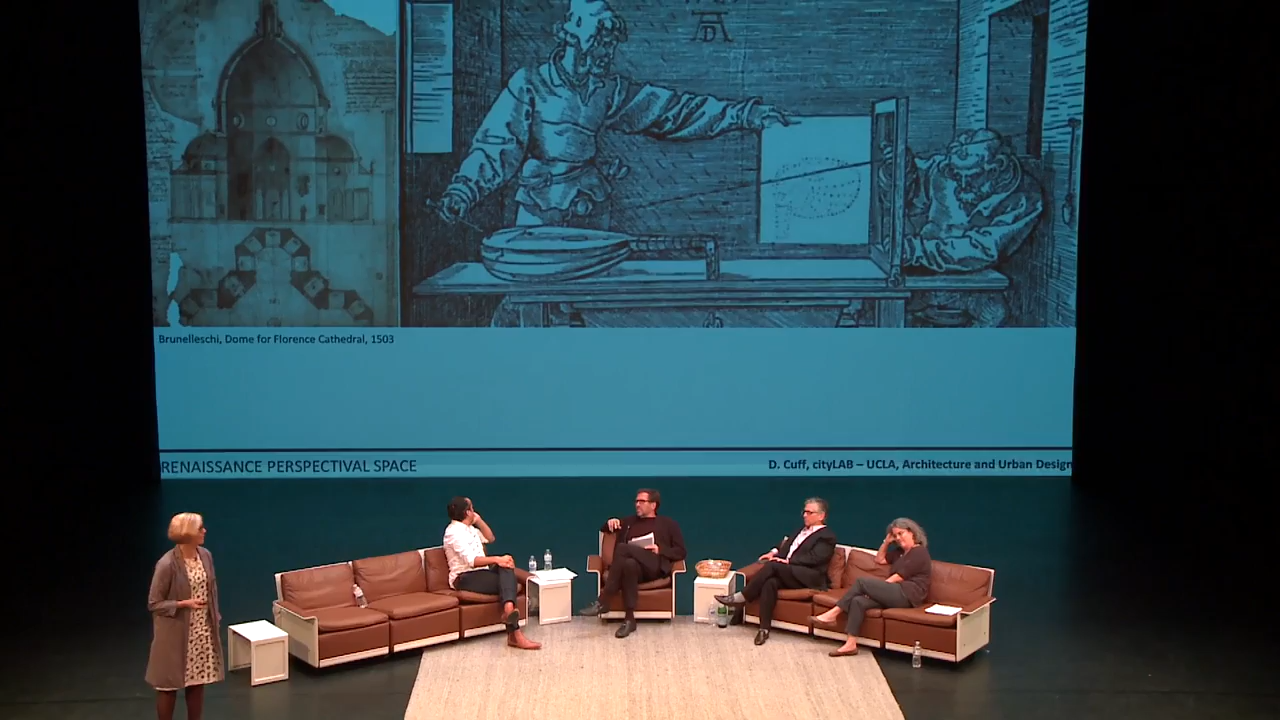 Brunelleschi, Dome for Florence Cathedral, 1503
RENAISSANCE PERSPECTIVAL SPACE
D. Cuff, cityLAB – UCLA, Architecture and Urban Design